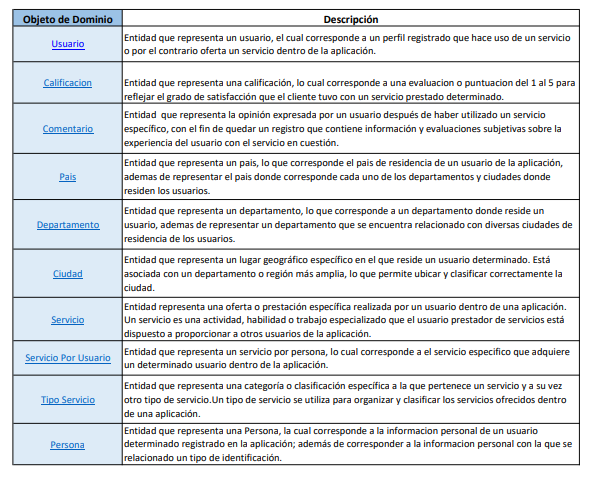 Objeto de Dominio
Descripción
Usuario
Entidad que representa un usuario, el cual corresponde a un perfil registrado que hace uso de un servicio
o por el contrario oferta un servicio dentro de la aplicación.
Calificacion
Entidad que representa una calificación, lo cual corresponde a una evaluacion o puntuacion del 1 al 5 para
reflejar el grado de satisfacción que el cliente tuvo con un servicio prestado determinado.
Comentario
Entidad que representa la opinión expresada por un usuario después de haber utilizado un servicio
específico, con el fin de quedar un registro que contiene información y evaluaciones subjetivas sobre la
experiencia del usuario con el servicio en cuestión.
Pais
Entidad que representa un pais, lo que corresponde el pais de residencia de un usuario de la aplicación,
ademas de representar el pais donde corresponde cada uno de los departamentos y ciudades donde
residen los usuarios.
Departamento
Entidad que representa un departamento, lo que corresponde a un departamento donde reside un
usuario, ademas de representar un departamento que se encuentra relacionado con diversas ciudades de
residencia de los usuarios.
Ciudad
Entidad que representa un lugar geográfico específico en el que reside un usuario determinado. Está
asociada con un departamento o región más amplia, lo que permite ubicar y clasificar correctamente la
ciudad.
Servicio
Entidad representa una oferta o prestación específica realizada por un usuario dentro de una aplicación.
Un servicio es una actividad, habilidad o trabajo especializado que el usuario prestador de servicios está
dispuesto a proporcionar a otros usuarios de la aplicación.
Servicio Por Usuario
Entidad que representa un servicio por persona, lo cual corresponde a el servicio especifico que adquiere
un determinado usuario dentro de la aplicación.
Tipo Servicio
Entidad que representa una categoría o clasificación específica a la que pertenece un servicio y a su vez
otro tipo de servicio.Un tipo de servicio se utiliza para organizar y clasificar los servicios ofrecidos dentro
de una aplicación.
Persona
Entidad que representa una Persona, la cual corresponde a la informacion personal de un usuario
determinado registrado en la aplicación; además de corresponder a la informacion personal con la que se
relacionado un tipo de identificación.